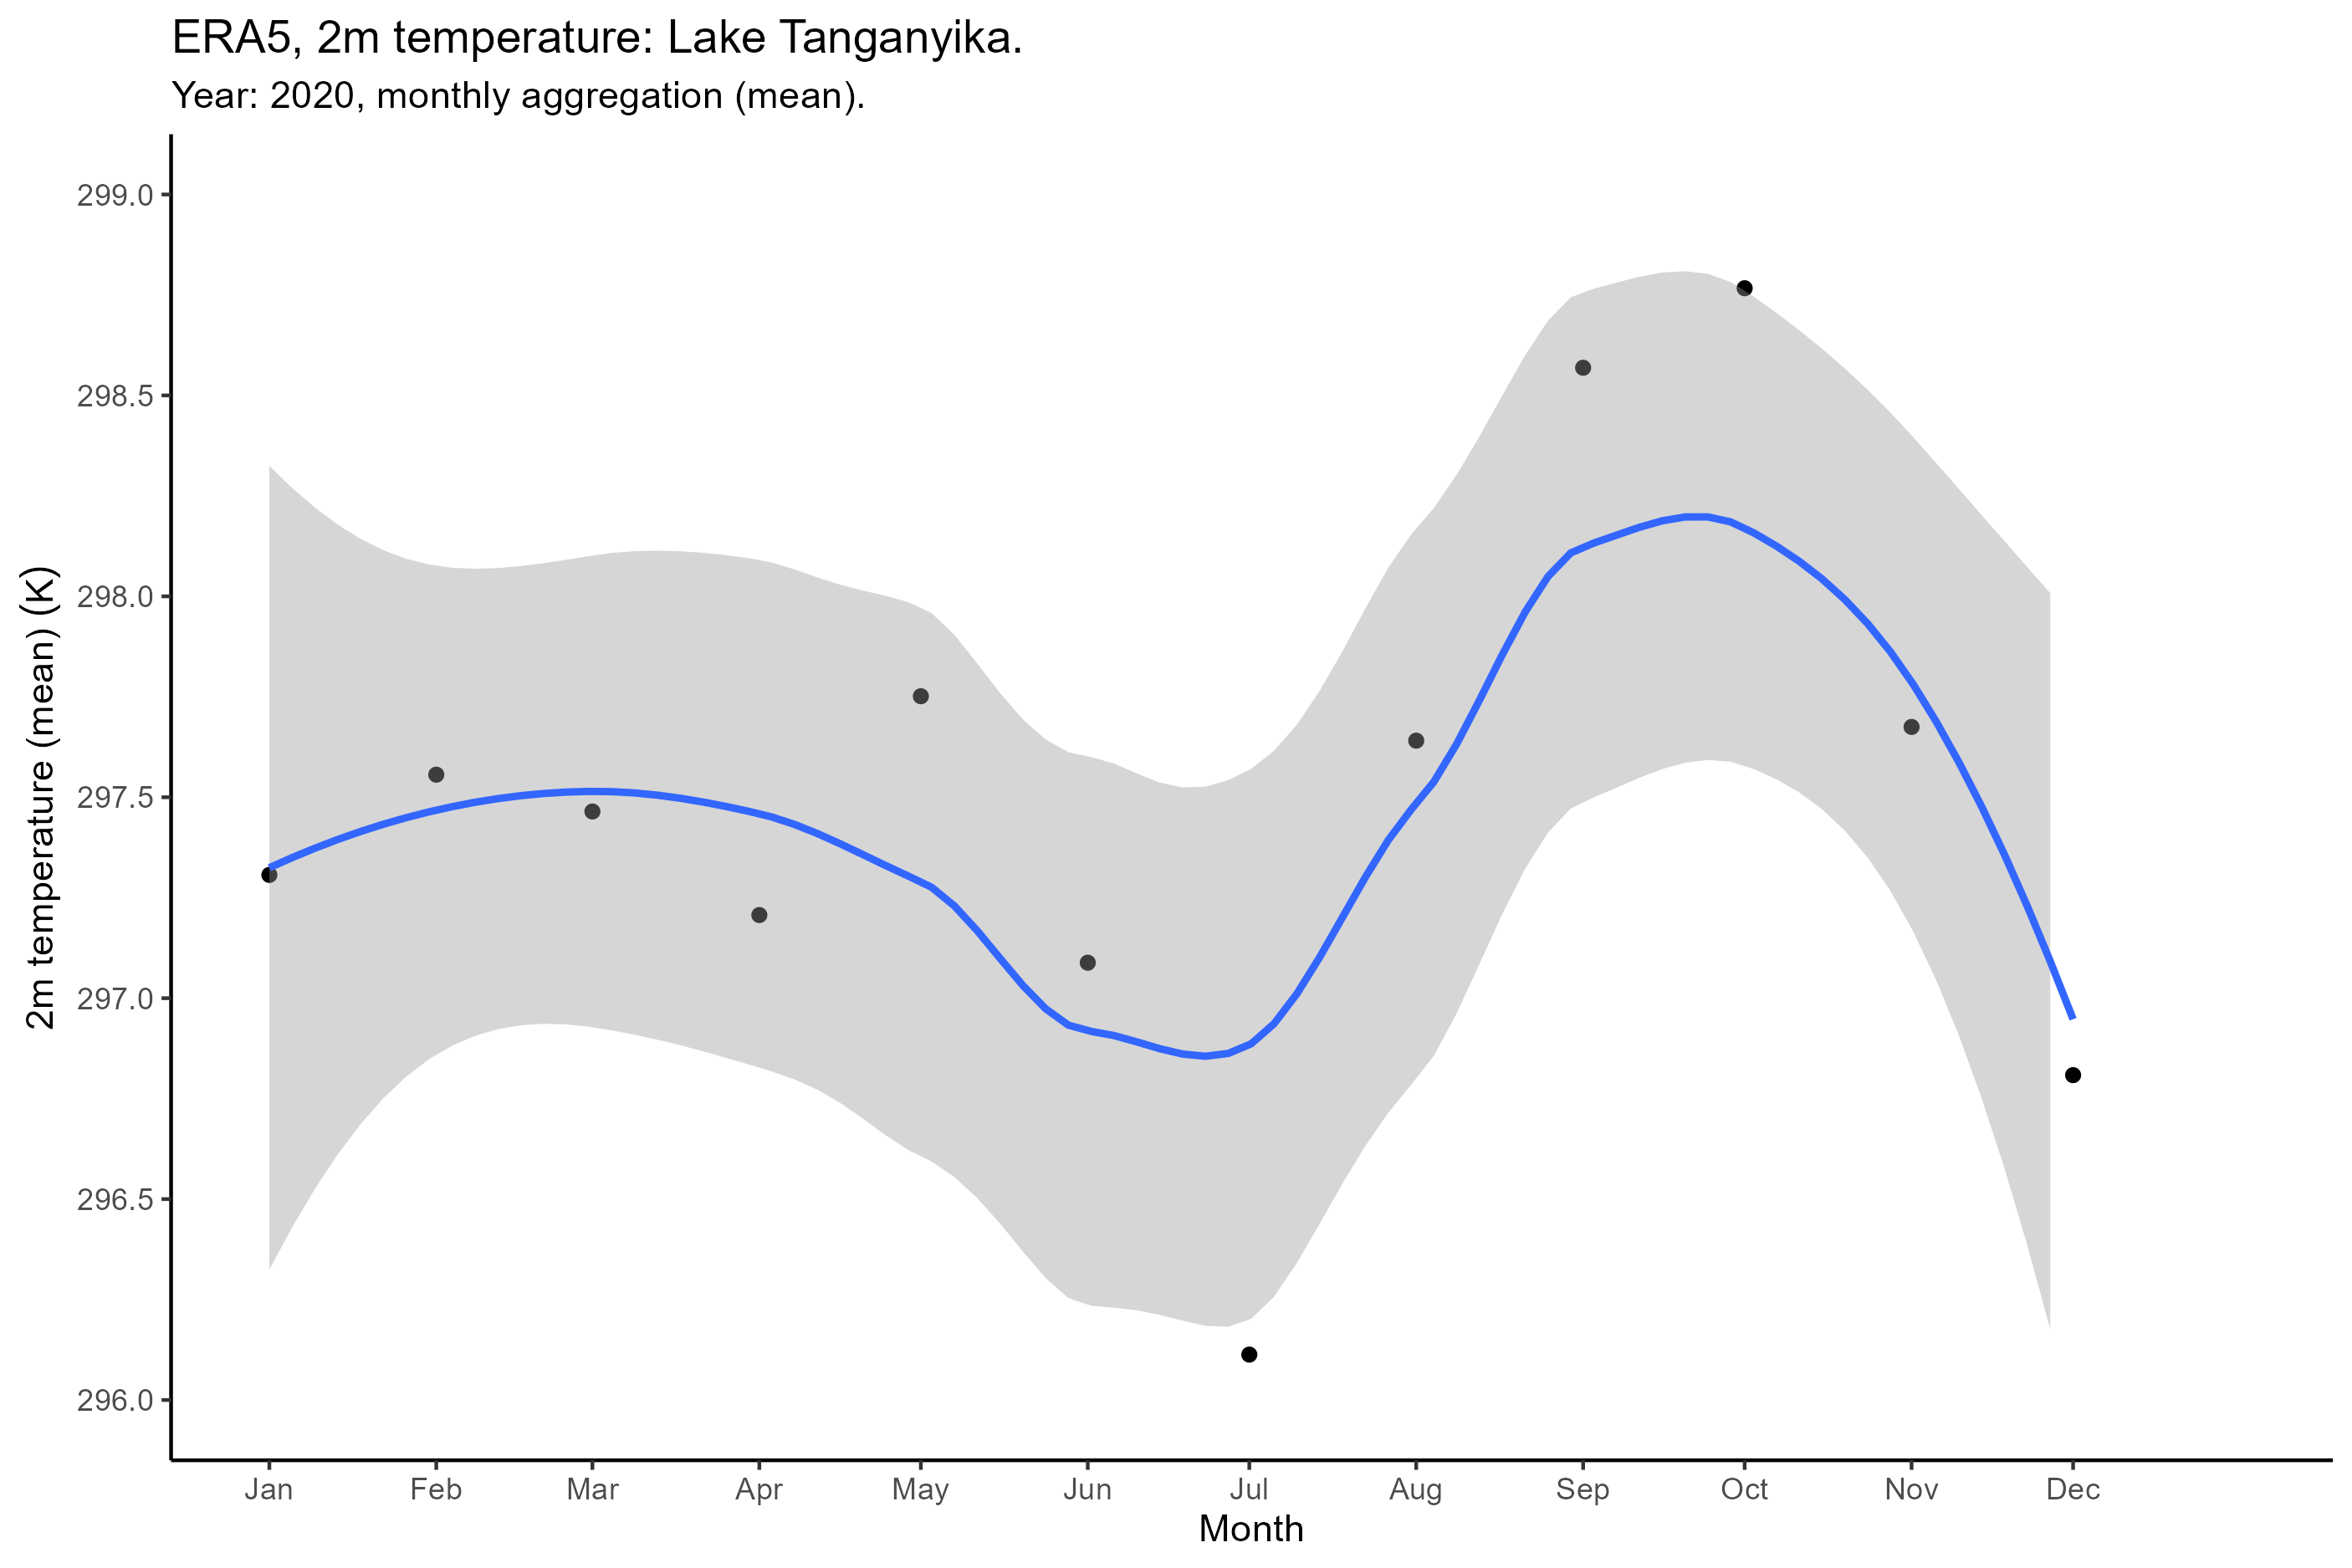 ERA5, 2m temperature: Lake Tanganyika.
Year: 2020, monthly aggregation (mean).
2m temperature (mean) (K)
299.0
298.5
298.0
297.5
297.0
296.5
296.0
Jan Feb Mar Apr May Jun Jul Aug Sep Oct Nov Dec
Month